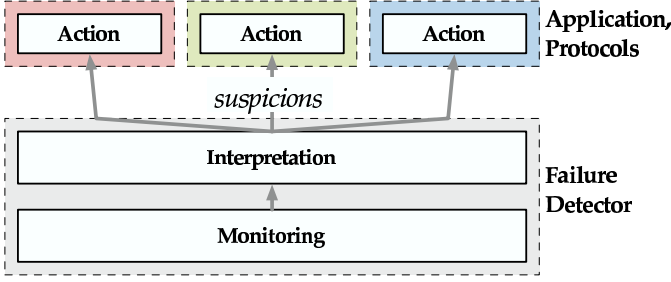 Action
Action
Action
Application,
Protocols
suspicions
Interpretation
Failure
Detector
Monitoring